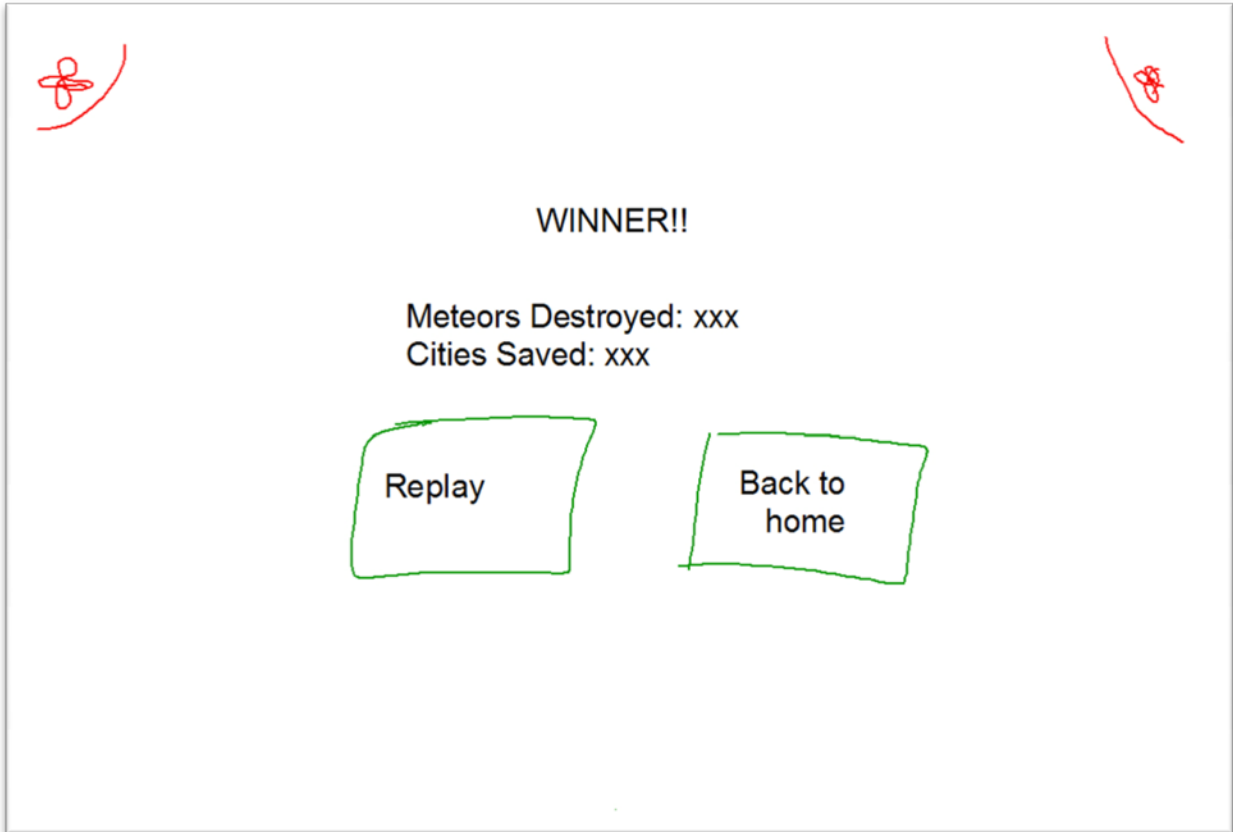 WINNER!!
Meteors Destroyed: xxx
Cities Saved: xxx
Replay
Back to
home